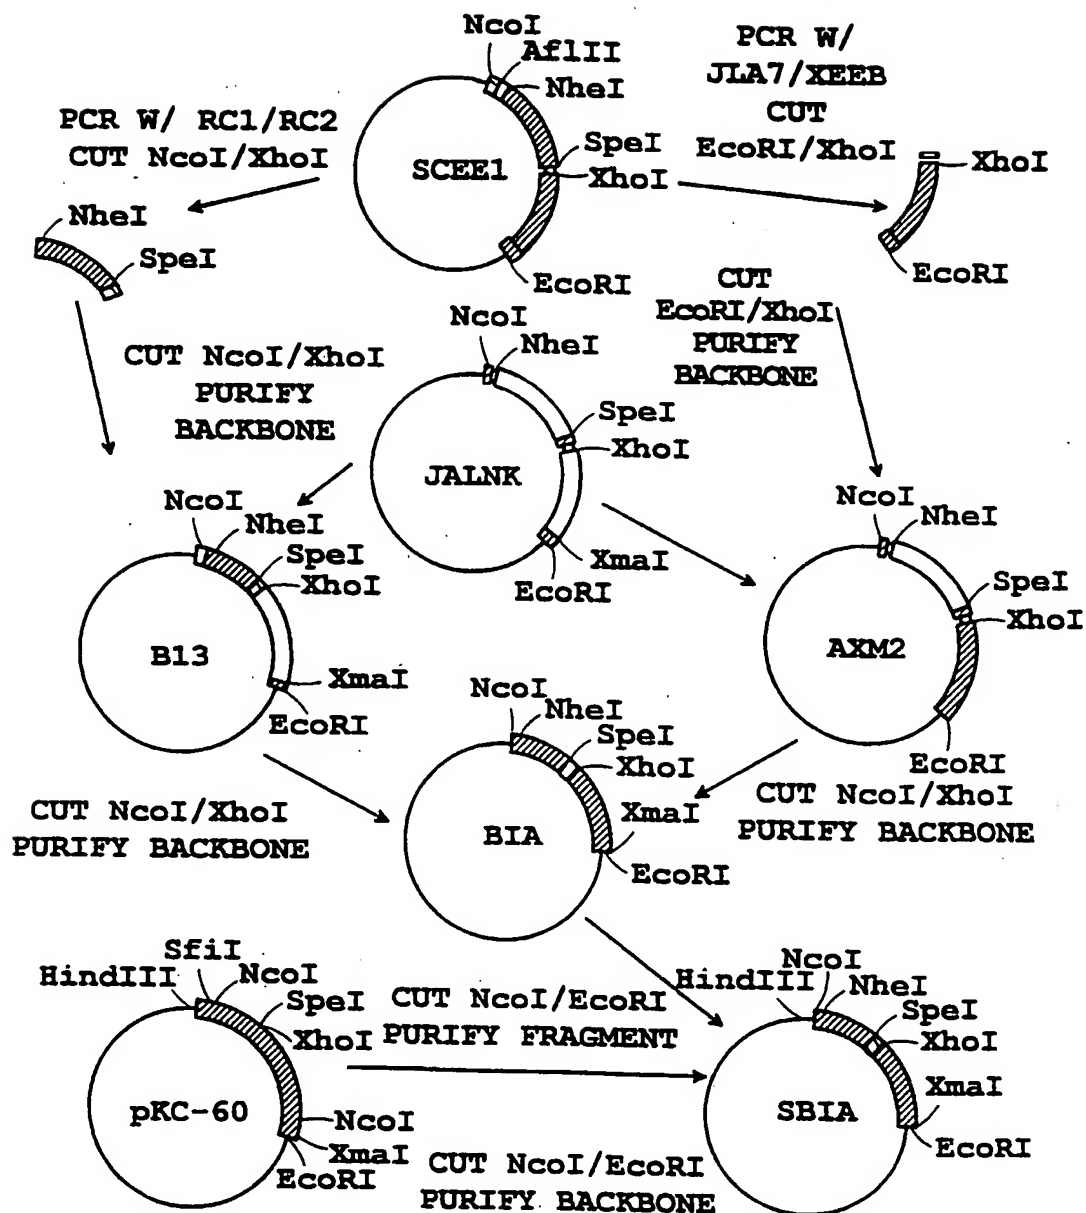 NcoI
AflII
NheI
PCR W/
JLA7/XEEB
CUT
EcoRI/XhoI
PCR W/ RC1/RC2
CUT NcoI/XhoI
SCEE1
SpeI
XhoI
XhoI
NheI
SpeI
EcoRI
EcoRI
CUT
EcoRI/XhoI
PURIFY
BACKBONE
NcoI
NheI
CUT NcoI/XhoI
PURIFY
BACKBONE
SpeI
XhoI
JALNK
XmaI
EcoRI
NcoI
NheI
SpeI
XhoI
B13
XmaI
EcoRI
NcoI
NheI
SpeI
XhoI
AXM2
EcoRI
NcoI
NheI
SpeI
XhoI
XmaI
BIA
EcoRI
CUT NcoI/XhoI
PURIFY BACKBONE
CUT NcoI/XhoI
PURIFY BACKBONE
SfiI
HindIII
NcoI
SpeI
XhoI
pKC-60
NcoI
XmaI
EcoRI
CUT NcoI/EcoRI
PURIFY FRAGMENT
CUT NcoI/EcoRI
PURIFY BACKBONE
NcoI
HindIII
NheI
SpeI
XhoI
XmaI
SBIA
EcoRI